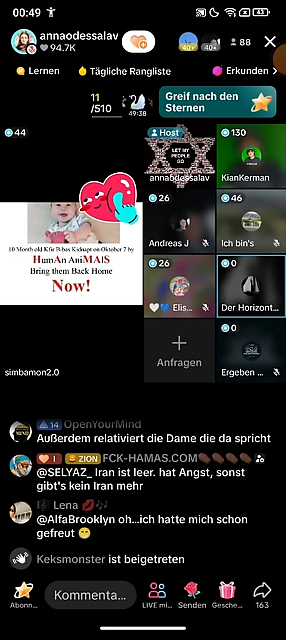 00:49
43
annaodessalav
94.7K
40+
40+
88
Lernen
Tägliche Rangliste
Erkunden
11
/510
49:38
Greif nach den
Sternen
44
10 Month old Kfir Bibas Kidnapt on Oktober 7 by
HumAn AniMAlS
Bring them Back Home
Now!
simbamon2.0
Host
LET MY
PEOPLE
GO
annaodessalav
130
KianKerman
26
Andreas J
46
Ich bin's
26
Elis...
0
Der Horizont...
Anfragen
0
Ergeben ...
14 OpenYourMind
Außerdem relativiert die Dame die da spricht
I ZION FCK-HAMAS.COM
@SELYAZ_ Iran ist leer. hat Angst, sonst
gibt's kein Iran mehr
Lena
@AlfaBrooklyn oh...ich hatte mich schon
gefreut
Keksmonster ist beigetreten
Abonn...
Kommenta...
LIVE mi...
Senden
Gesche...
163